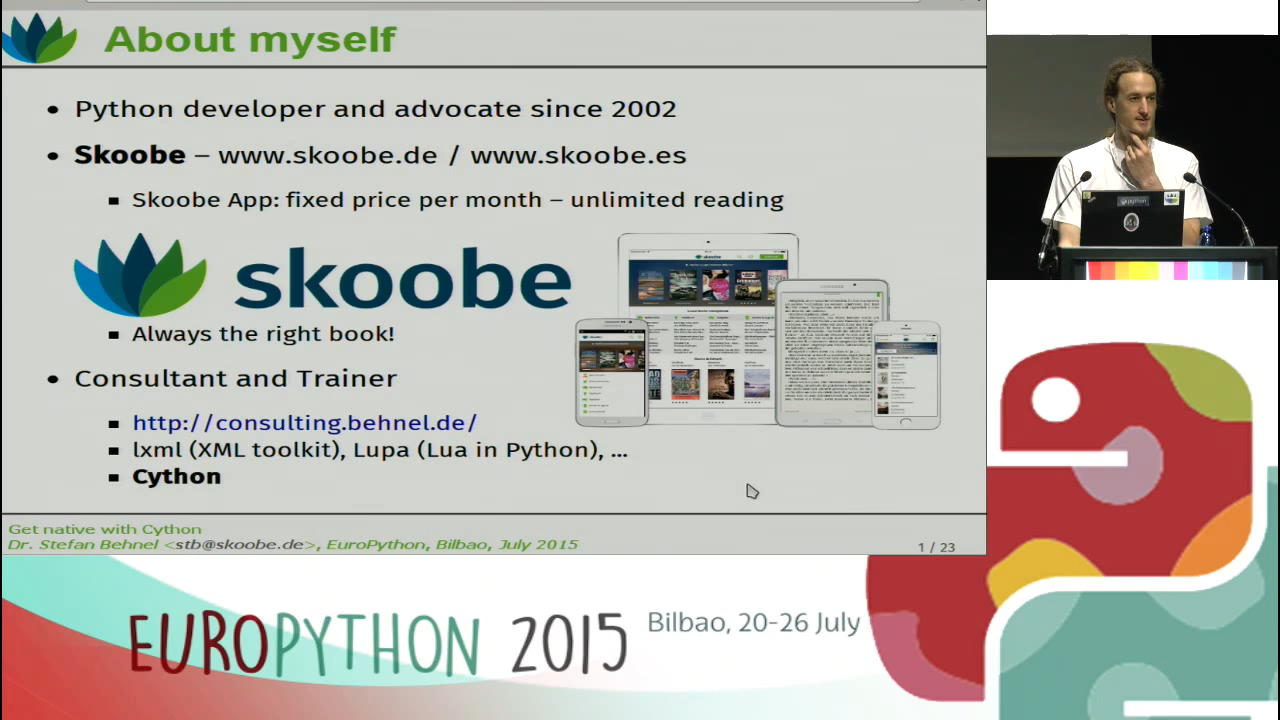 About myself
Python developer and advocate since 2002
Skoobe – www.skoobe.de / www.skoobe.es
Skoobe App: fixed price per month – unlimited reading
skoobe
Always the right book!
Consultant and Trainer
http://consulting.behnel.de/
lxml (XML toolkit), Lupa (Lua in Python), ...
Cython
Get native with Cython
Dr. Stefan Behnel <stb@skoobe.de>, EuroPython, Bilbao, July 2015
1 / 23
python
EUROPYTHON 2015
Bilbao, 20-26 July